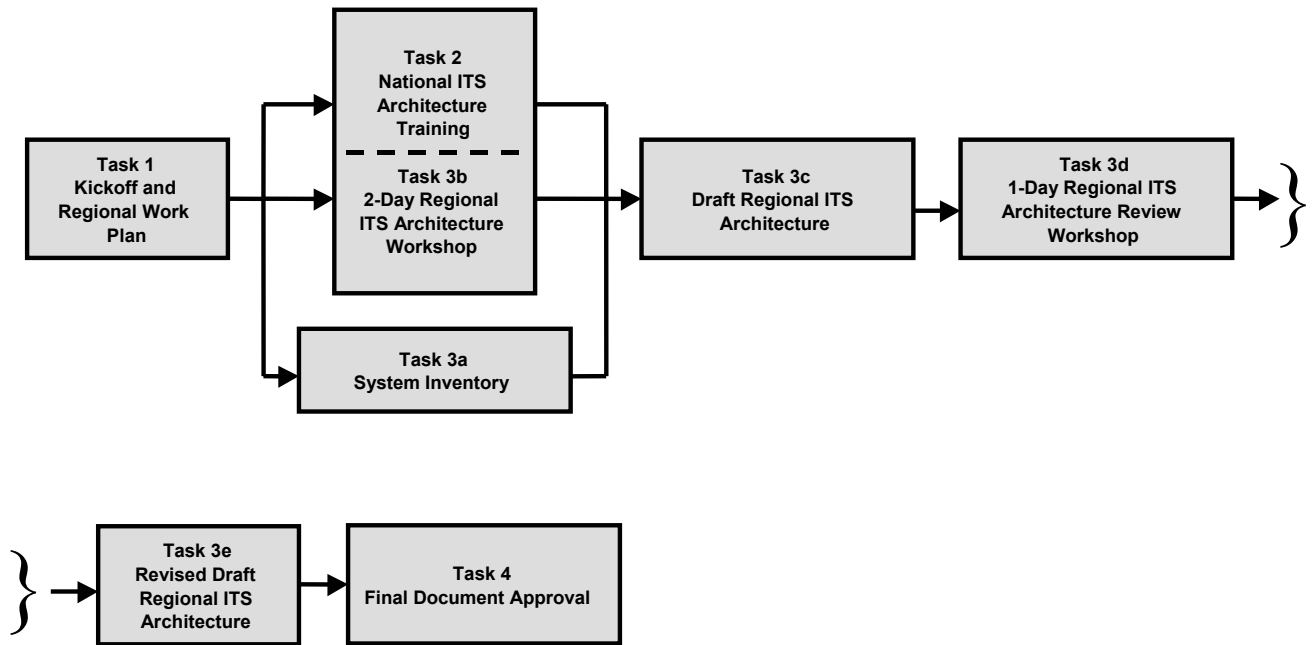 Task 1
Kickoff and
Regional Work
Plan
Task 2
National ITS
Architecture
Training
Task 3b
2-Day Regional
ITS Architecture
Workshop
Task 3a
System Inventory
Task 3c
Draft Regional ITS
Architecture
Task 3d
1-Day Regional ITS
Architecture Review
Workshop
}
}
Task 3e
Revised Draft
Regional ITS
Architecture
Task 4
Final Document Approval